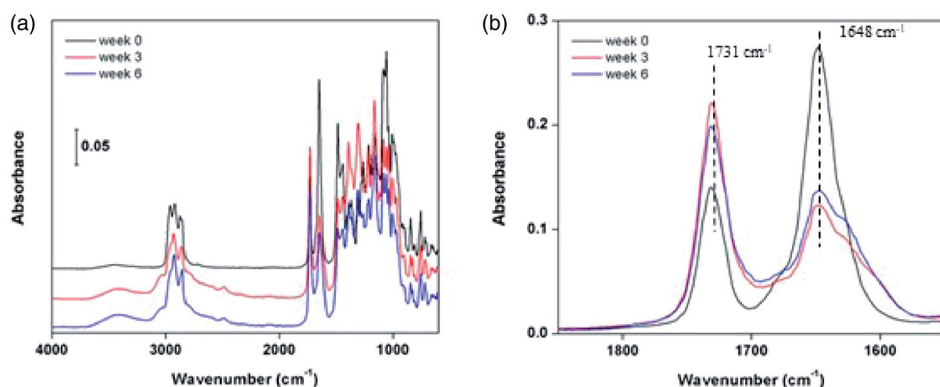 (a)
week 0
week 3
week 6
0.05
Absorbance
4000 3000 2000 1000
Wavenumber (cm⁻¹)
(b)
0.3
0.2
0.1
0.0
Absorbance
week 0
week 3
week 6
1731 cm⁻¹
1648 cm⁻¹
1800 1700 1600
Wavenumber (cm⁻¹)